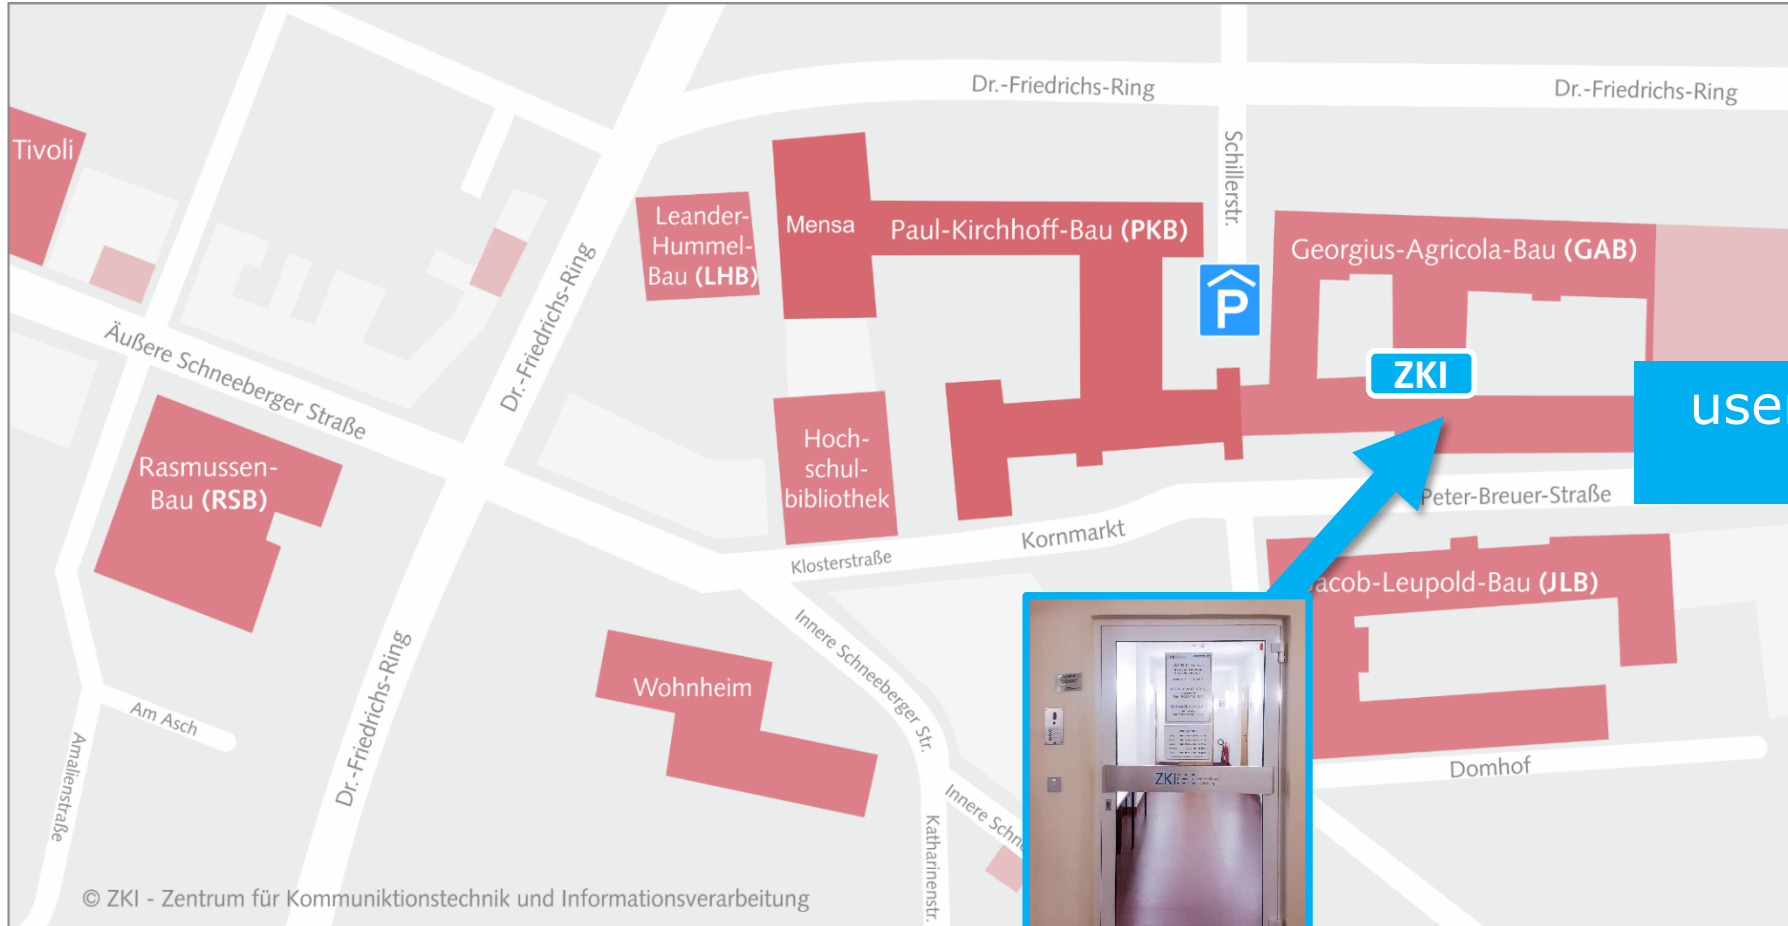 Dr.-Friedrichs-Ring
Dr.-Friedrichs-Ring
Tivoli
Schillerstr.
Leander-
Hummel-
Bau (LHB)
Mensa
Paul-Kirchhoff-Bau (PKB)
Georgius-Agricola-Bau (GAB)
P
Dr.-Friedrichs-Ring
Äußere Schneeberger Straße
ZKI
user
Hoch-
schul-
bibliothek
Rasmussen-
Bau (RSB)
Peter-Breuer-Straße
Kornmarkt
Klosterstraße
Jacob-Leupold-Bau (JLB)
Innere Schneeberger Str.
Wohnheim
Dr.-Friedrichs-Ring
Am Asch
Amalienstraße
Domhof
ZKI
Innere Schn
Katharinenstr.
© ZKI - Zentrum für Kommuniktionstechnik und Informationsverarbeitung